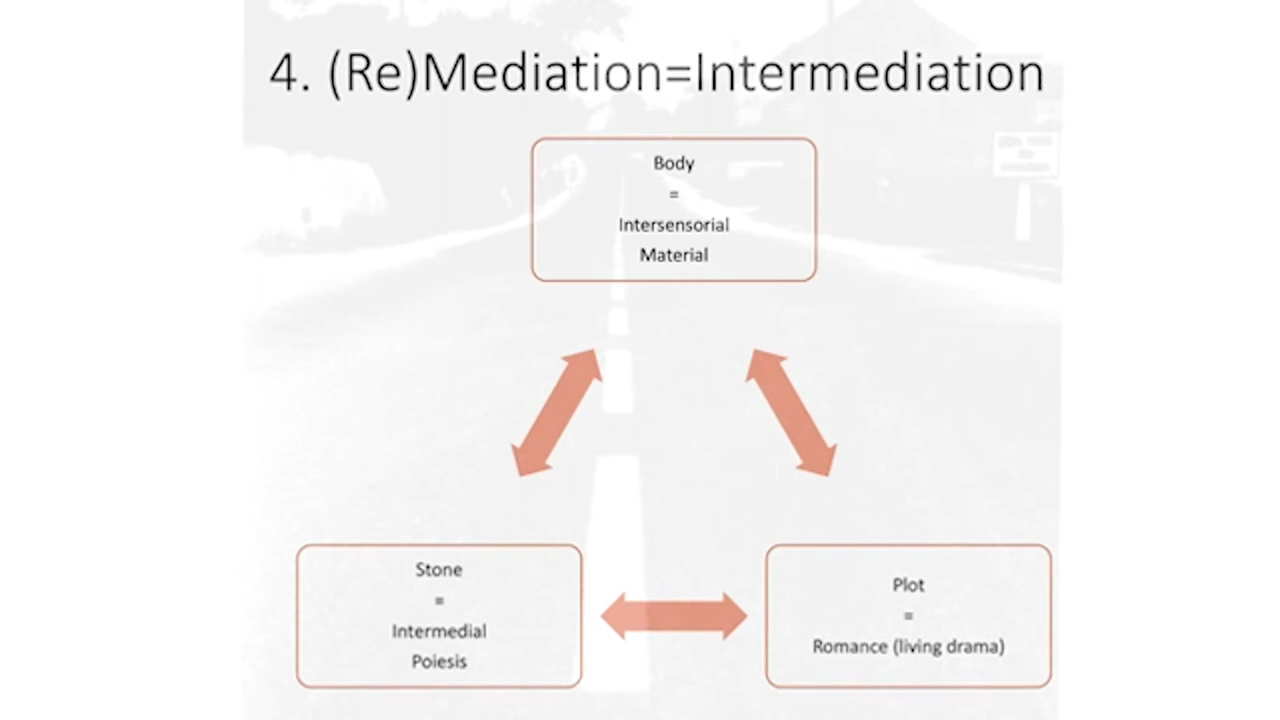 4. (Re)Mediation=Intermediation
Body
=
Intersensorial
Material
Stone
=
Intermedial
Poiesis
Plot
=
Romance (living drama)